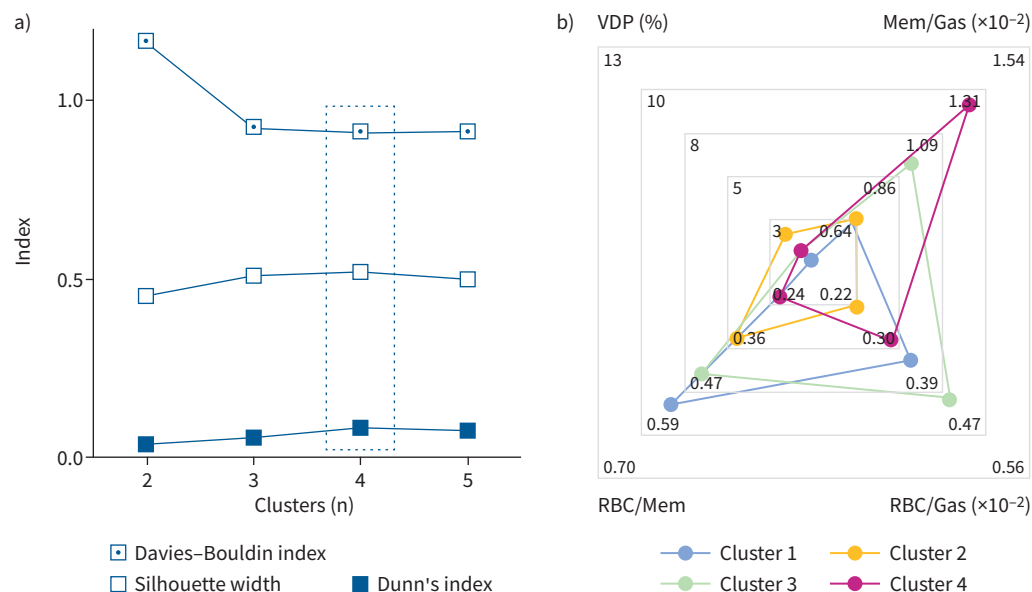 a)
1.0
0.5
0.0
Index
2 3 4 5
Clusters (n)
Davies–Bouldin index
Silhouette width
Dunn's index
b)
VDP (%)
Mem/Gas (×10–2)
13
1.54
10
1.31
8
1.09
5
0.86
3
0.64
0.24
0.22
0.36
0.30
0.47
0.39
0.59
0.47
0.70
0.56
RBC/Mem
RBC/Gas (×10–2)
Cluster 1
Cluster 2
Cluster 3
Cluster 4